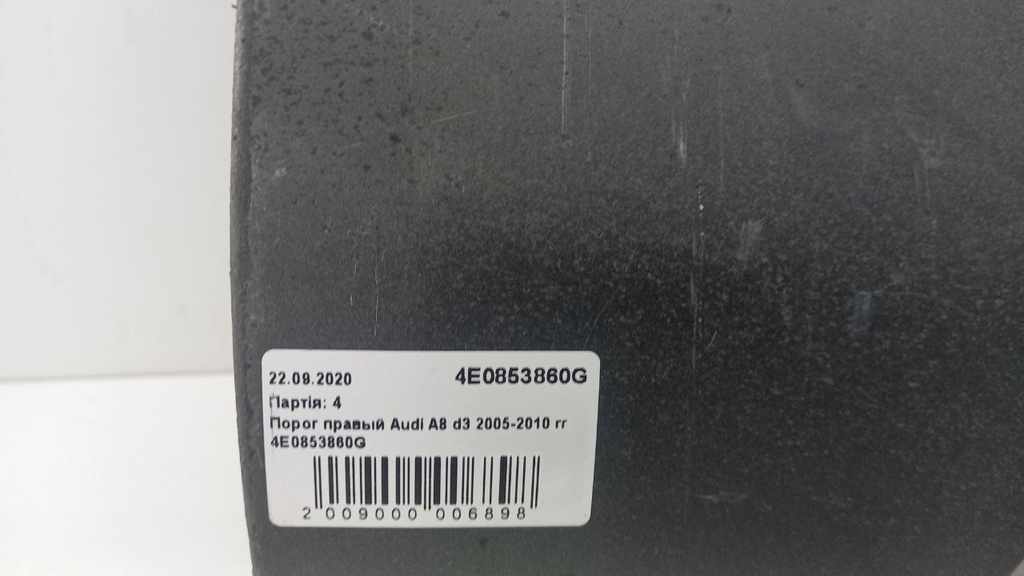 22.09.2020 4E0853860G
Партія: 4
Порог правый Audi A8 d3 2005-2010 гг
4E0853860G
2 009000 006898